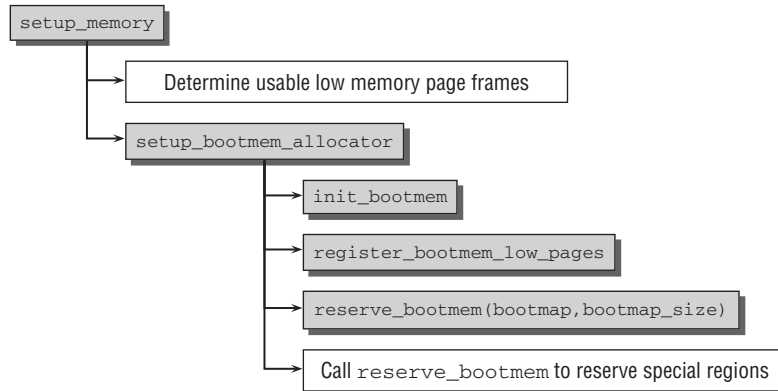 setup_memory
Determine usable low memory page frames
setup_bootmem_allocator
init_bootmem
register_bootmem_low_pages
reserve_bootmem(bootmap,bootmap_size)
Call reserve_bootmem to reserve special regions